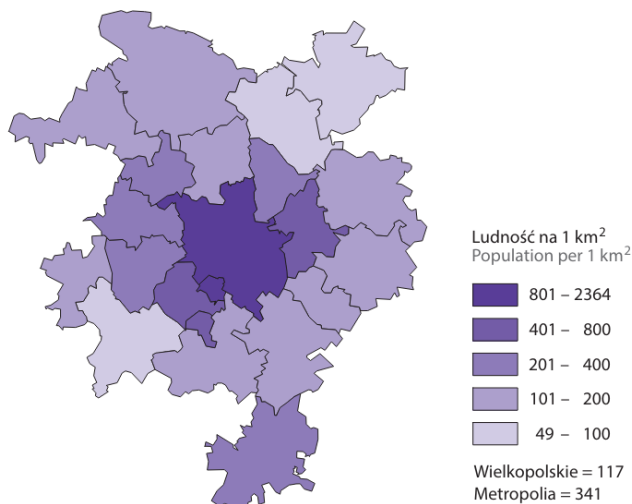 Ludność na 1 km²
Population per 1 km²
801 – 2364
401 – 800
201 – 400
101 – 200
49 – 100
Wielkopolskie = 117
Metropolia = 341